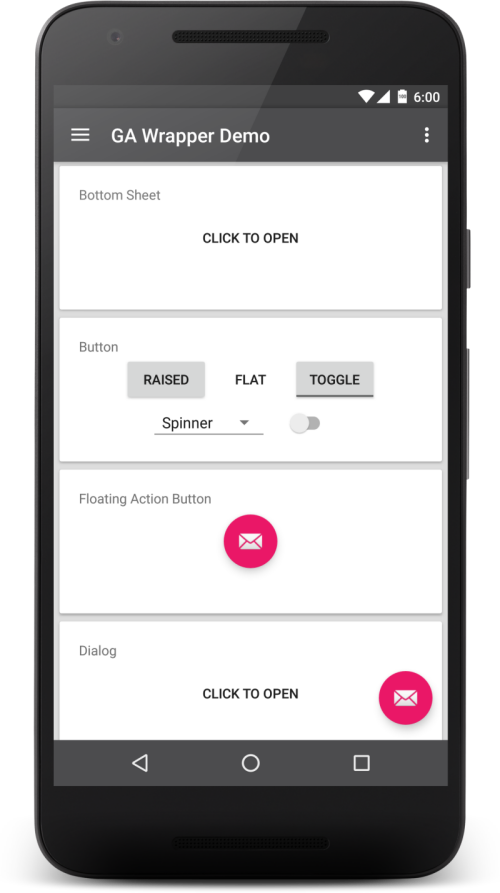 6:00
GA Wrapper Demo
Bottom Sheet
CLICK TO OPEN
Button
RAISED FLAT TOGGLE
Spinner
Floating Action Button
Dialog
CLICK TO OPEN